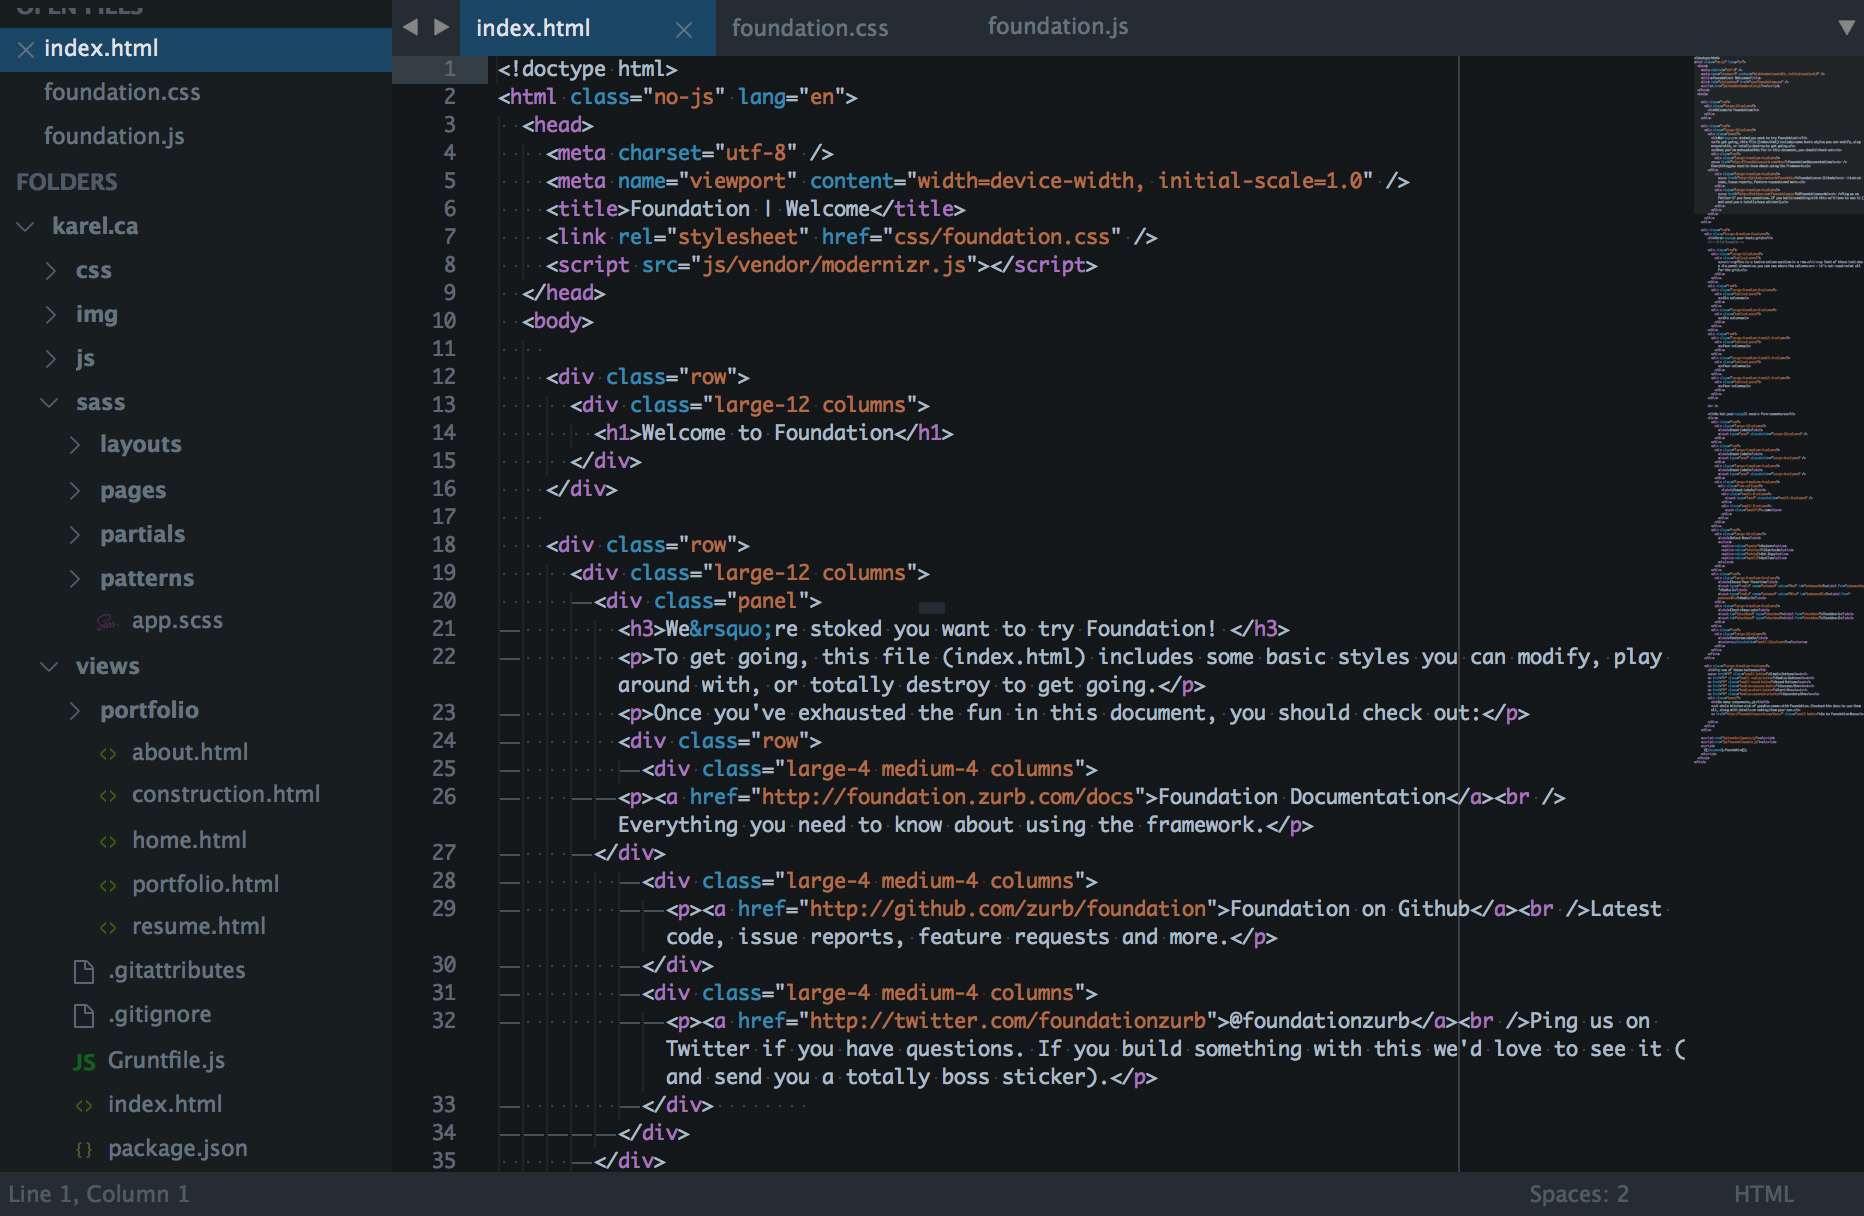 OPEN FILES
index.html
foundation.css
foundation.js
FOLDERS
karel.ca
css
img
js
sass
layouts
pages
partials
patterns
app.scss
views
portfolio
about.html
construction.html
home.html
portfolio.html
resume.html
.gitattributes
.gitignore
JS Gruntfile.js
index.html
package.json
index.html foundation.css foundation.js
1 <!doctype html>
2 <html class="no-js" lang="en">
3 <head>
4 <meta charset="utf-8" />
5 <meta name="viewport" content="width=device-width, initial-scale=1.0" />
6 <title>Foundation | Welcome</title>
7 <link rel="stylesheet" href="css/foundation.css" />
8 <script src="js/vendor/modernizr.js"></script>
9 </head>
10 <body>
11
12 <div class="row">
13 <div class="large-12 columns">
14 <h1>Welcome to Foundation</h1>
15 </div>
16 </div>
17
18 <div class="row">
19 <div class="large-12 columns">
20 <div class="panel">
21 <h3>We&rsquo;re stoked you want to try Foundation! </h3>
22 <p>To get going, this file (index.html) includes some basic styles you can modify, play
around with, or totally destroy to get going.</p>
23 <p>Once you've exhausted the fun in this document, you should check out:</p>
24 <div class="row">
25 <div class="large-4 medium-4 columns">
26 <p><a href="http://foundation.zurb.com/docs">Foundation Documentation</a><br />
Everything you need to know about using the framework.</p>
27 </div>
28 <div class="large-4 medium-4 columns">
29 <p><a href="http://github.com/zurb/foundation">Foundation on Github</a><br />Latest
code, issue reports, feature requests and more.</p>
30 </div>
31 <div class="large-4 medium-4 columns">
32 <p><a href="http://twitter.com/foundationzurb">@foundationzurb</a><br />Ping us on
Twitter if you have questions. If you build something with this we'd love to see it (
and send you a totally boss sticker).</p>
33 </div>
34 </div>
35 </div>
Line 1, Column 1
Spaces: 2
HTML